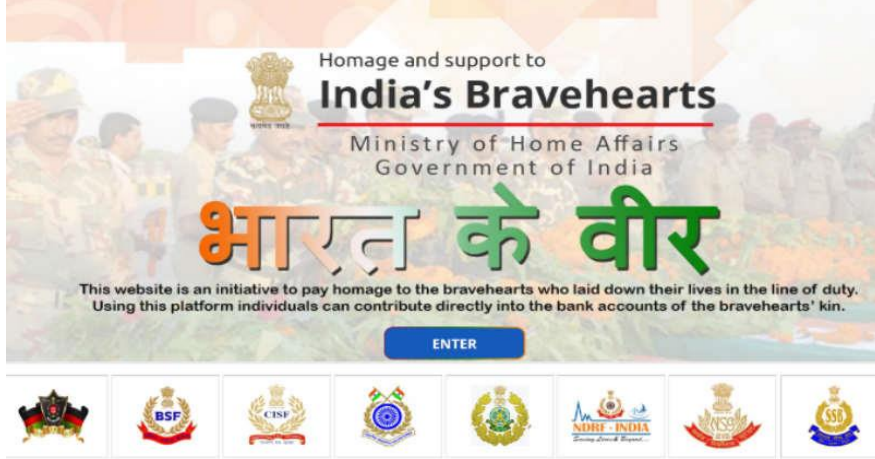 Homage and support to
India's Bravehearts
सत्यमेव जयते
Ministry of Home Affairs
Government of India
भारत के वीर
This website is an initiative to pay homage to the bravehearts who laid down their lives in the line of duty.
Using this platform individuals can contribute directly into the bank accounts of the bravehearts' kin.
ENTER
BSF
CISF
NDRF - INDIA
NSG
SSB